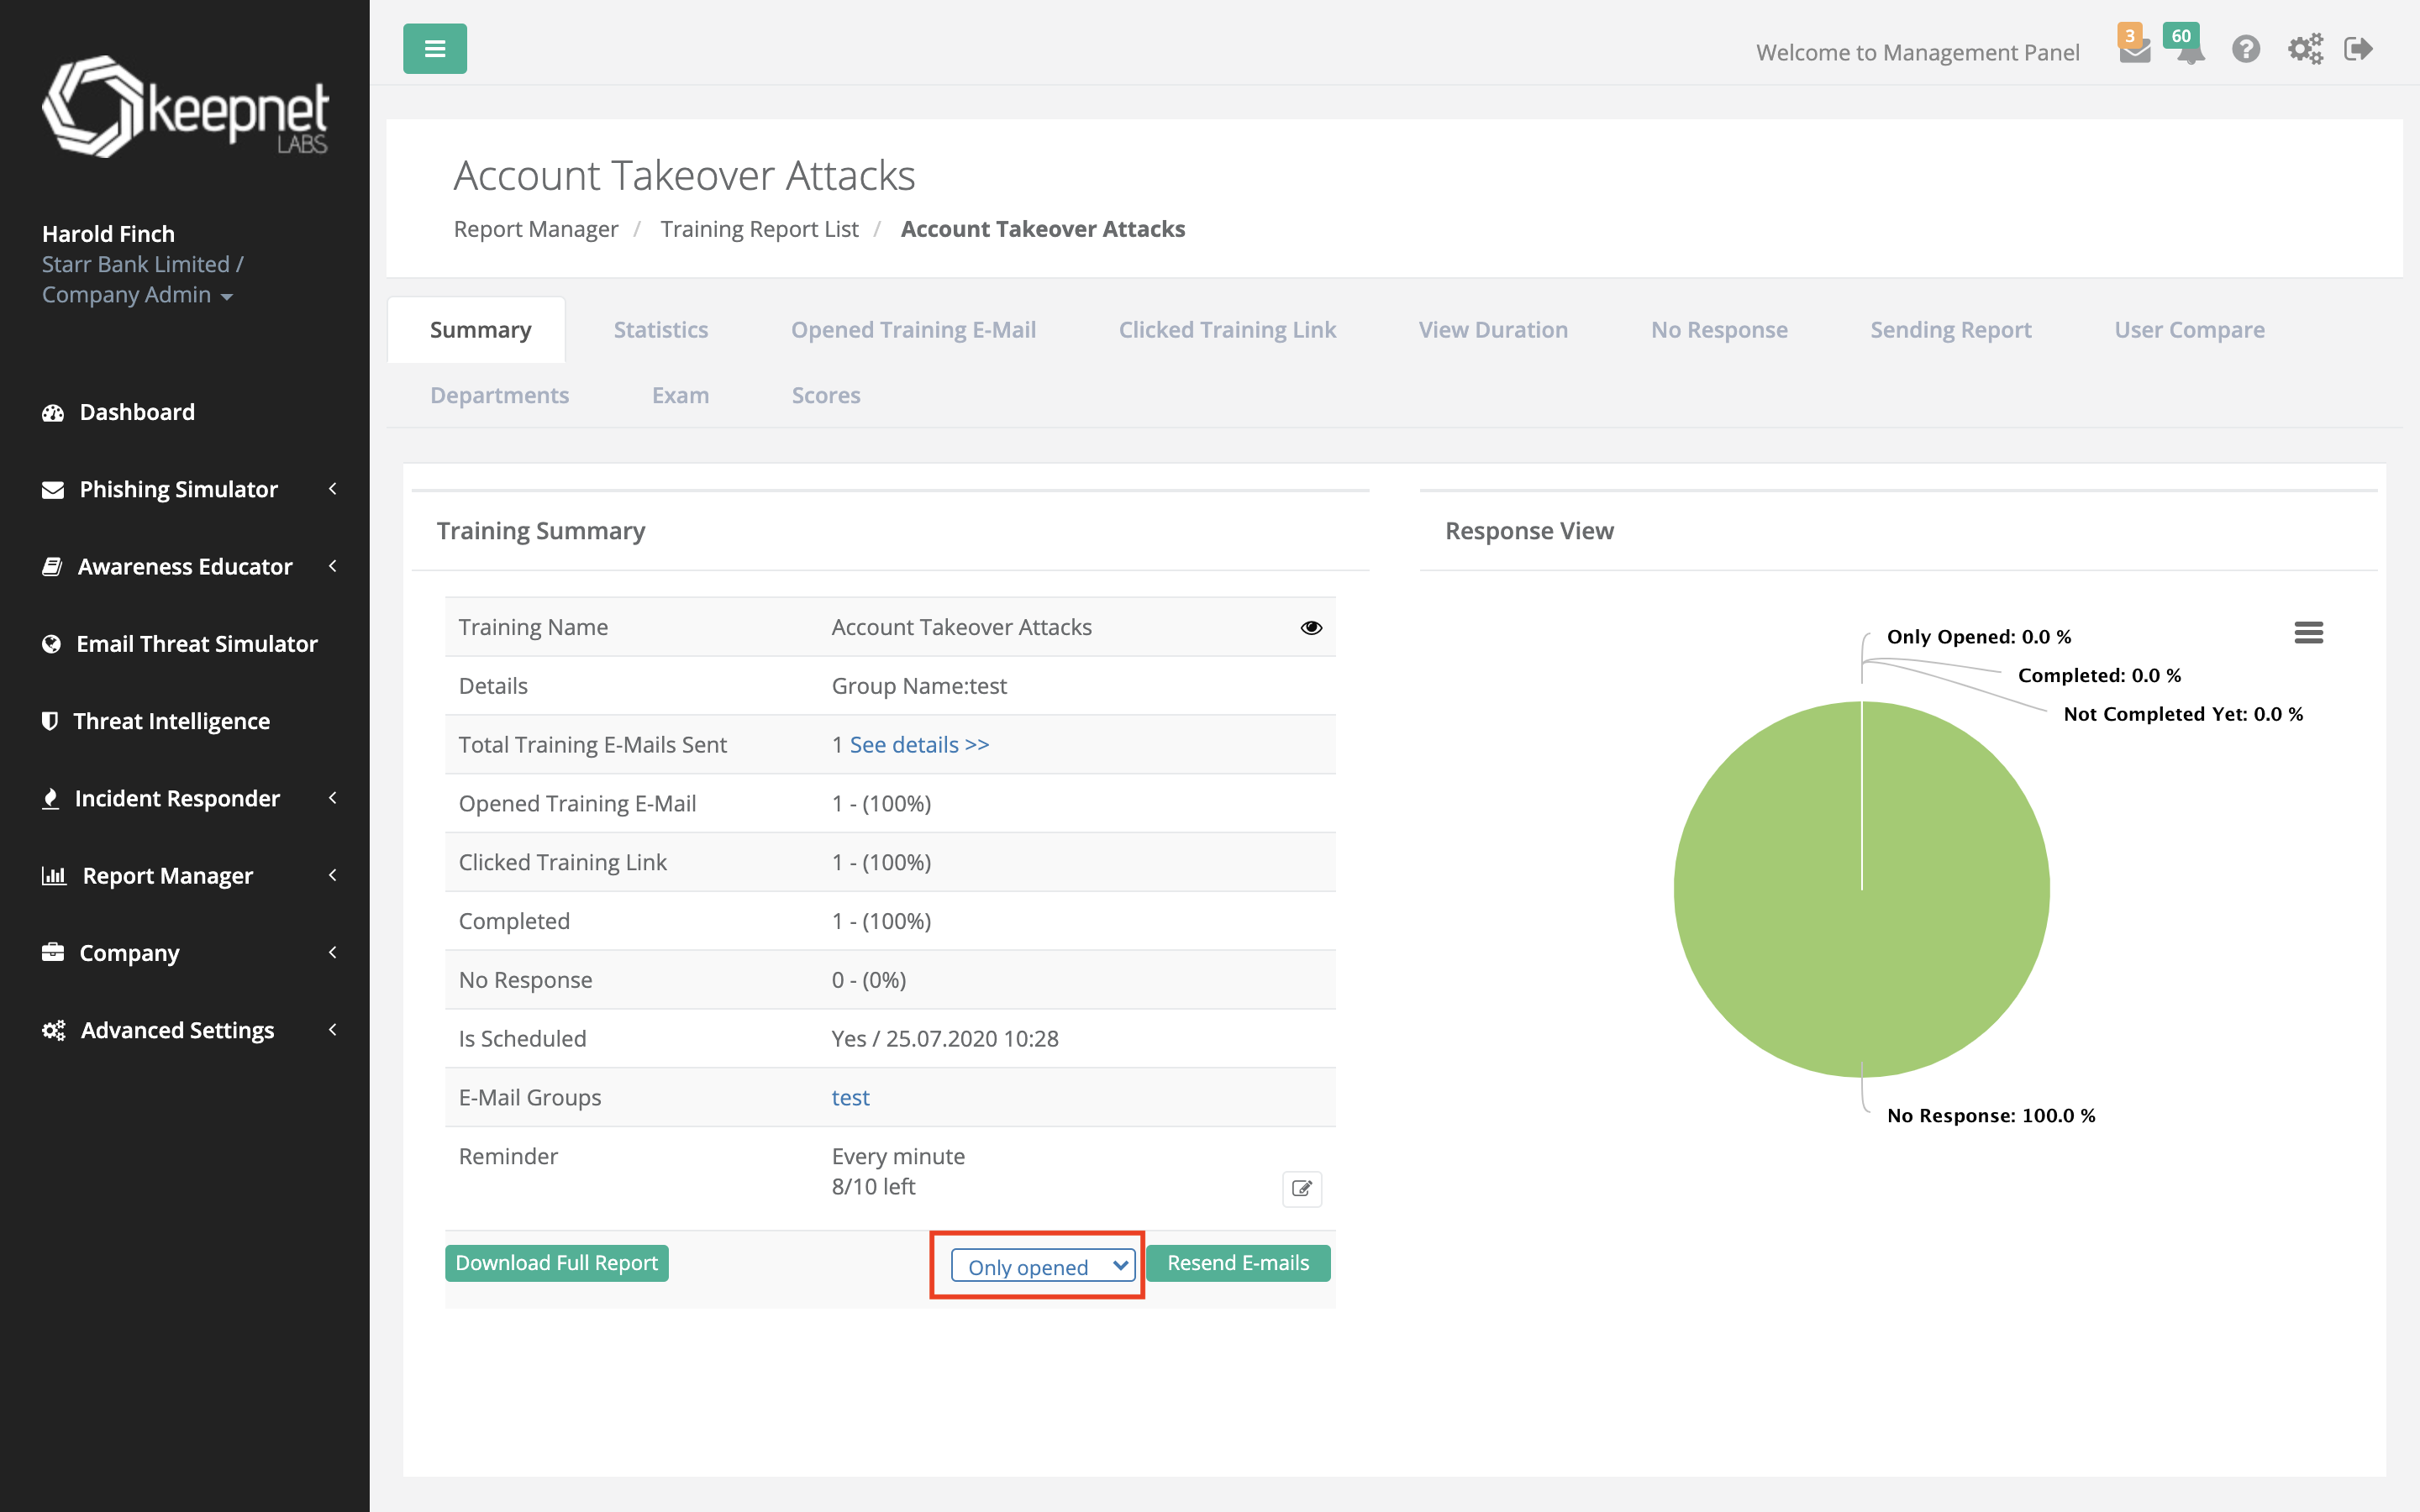 keepnet
LABS
Harold Finch
Starr Bank Limited /
Company Admin
Dashboard
Phishing Simulator
Awareness Educator
Email Threat Simulator
Threat Intelligence
Incident Responder
Report Manager
Company
Advanced Settings
Welcome to Management Panel
3
60
Account Takeover Attacks
Report Manager / Training Report List / Account Takeover Attacks
Summary Statistics Opened Training E-Mail Clicked Training Link View Duration No Response Sending Report User Compare
Departments Exam Scores
Training Summary
Training Name Account Takeover Attacks
Details Group Name:test
Total Training E-Mails Sent 1 See details >>
Opened Training E-Mail 1 - (100%)
Clicked Training Link 1 - (100%)
Completed 1 - (100%)
No Response 0 - (0%)
Is Scheduled Yes / 25.07.2020 10:28
E-Mail Groups test
Reminder Every minute
8/10 left
Download Full Report Only opened Resend E-mails
Response View
Only Opened: 0.0 %
Completed: 0.0 %
Not Completed Yet: 0.0 %
No Response: 100.0 %